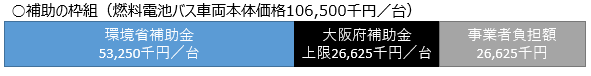 ○補助の枠組（燃料電池バス車両本体価格106,500千円／台）
環境省補助金
53,250千円／台
大阪府補助金
上限26,625千円／台
事業者負担額
26,625千円